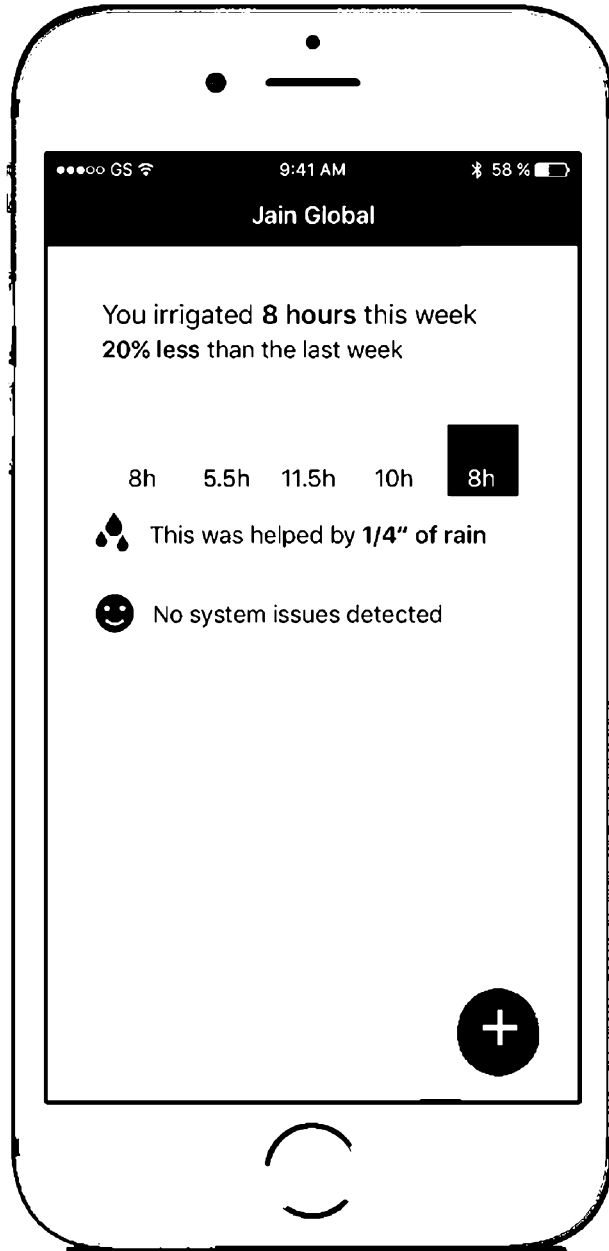 GS 9:41 AM 58 %
Jain Global
You irrigated 8 hours this week
20% less than the last week
8h 5.5h 11.5h 10h 8h
This was helped by 1/4“ of rain
No system issues detected
+